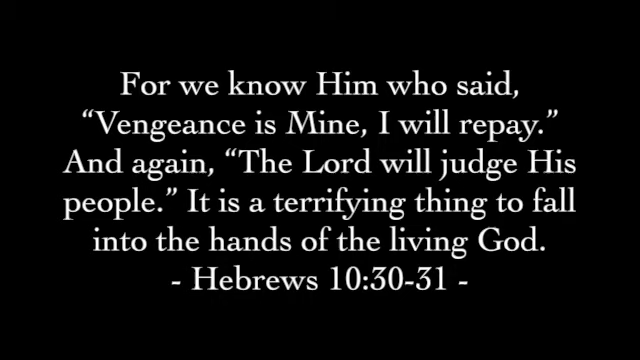 For we know Him who said,
“Vengeance is Mine, I will repay.”
And again, “The Lord will judge His
people.” It is a terrifying thing to fall
into the hands of the living God.
- Hebrews 10:30-31 -